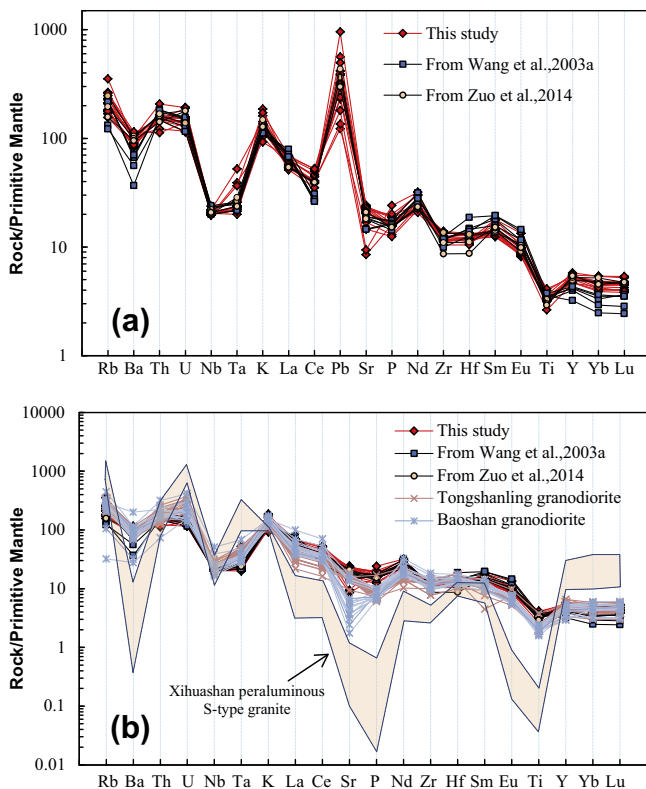 1000
100
10
1
Rock/Primitive Mantle
This study
From Wang et al.,2003a
From Zuo et al.,2014
(a)
Rb Ba Th U Nb Ta K La Ce Pb Sr P Nd Zr Hf Sm Eu Ti Y Yb Lu
10000
1000
100
10
1
0.1
0.01
Rock/Primitive Mantle
This study
From Wang et al.,2003a
From Zuo et al.,2014
Tongshanling granodiorite
Baoshan granodiorite
Xihuashan peraluminous
S-type granite
(b)
Rb Ba Th U Nb Ta K La Ce Sr P Nd Zr Hf Sm Eu Ti Y Yb Lu